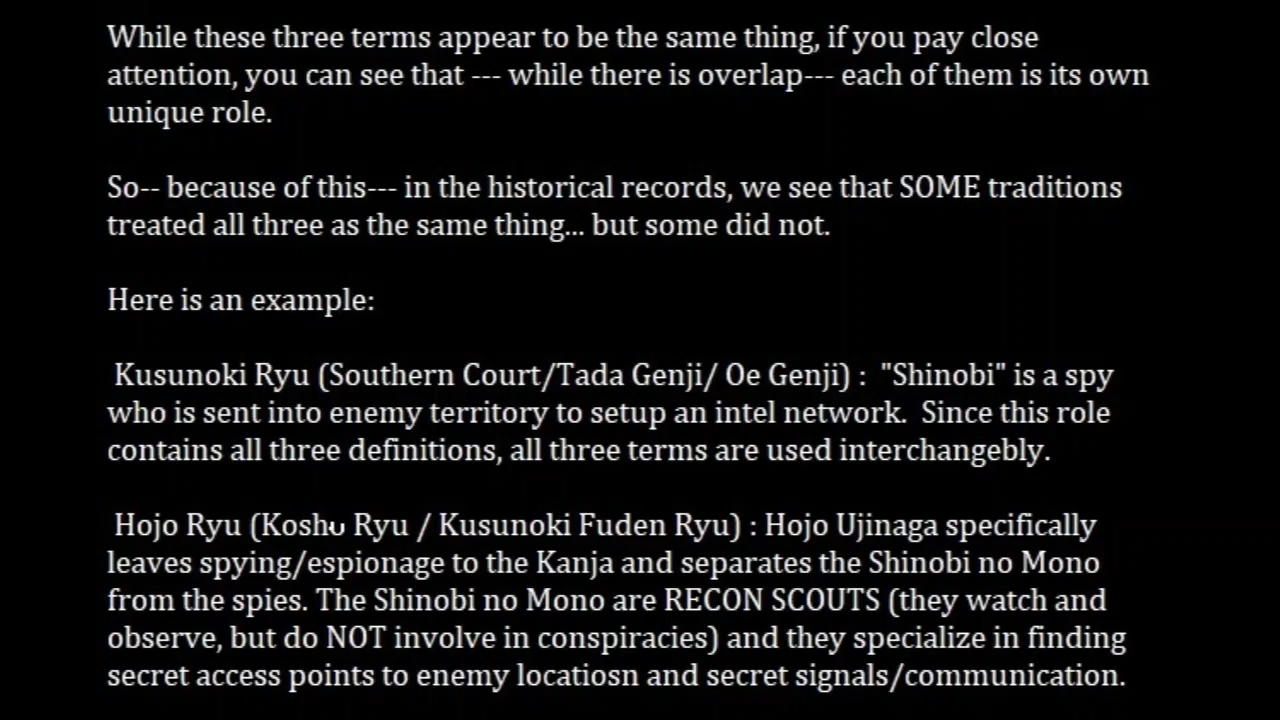 While these three terms appear to be the same thing, if you pay close
attention, you can see that --- while there is overlap--- each of them is its own
unique role.
So-- because of this--- in the historical records, we see that SOME traditions
treated all three as the same thing... but some did not.
Here is an example:
Kusunoki Ryu (Southern Court/Tada Genji/ Oe Genji) : "Shinobi" is a spy
who is sent into enemy territory to setup an intel network. Since this role
contains all three definitions, all three terms are used interchangebly.
Hojo Ryu (Koshu Ryu / Kusunoki Fuden Ryu) : Hojo Ujinaga specifically
leaves spying/espionage to the Kanja and separates the Shinobi no Mono
from the spies. The Shinobi no Mono are RECON SCOUTS (they watch and
observe, but do NOT involve in conspiracies) and they specialize in finding
secret access points to enemy locatiosn and secret signals/communication.